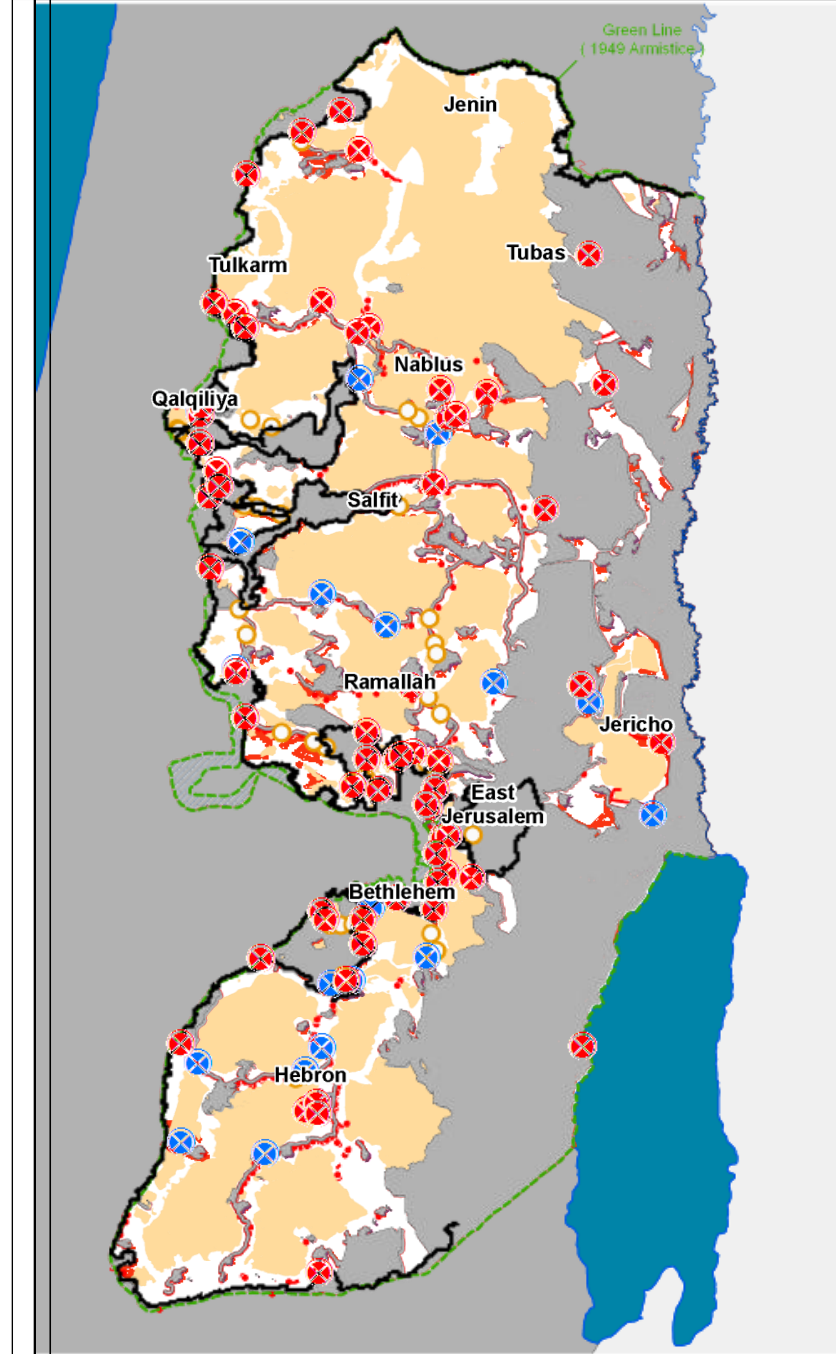 Green Line
( 1949 Armistice )
Jenin
Tubas
Tulkarm
Nablus
Qalqiliya
Salfit
Ramallah
Jericho
East
Jerusalem
Bethlehem
Hebron